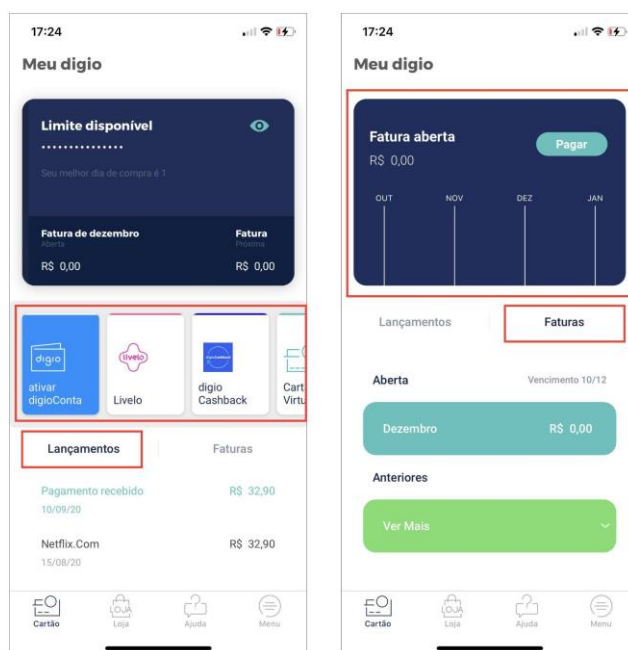 17:24
Meu digio
Limite disponível
Seu melhor dia de compra é 1
Fatura de dezembro
Fatura
Aberta
Próxima
R$ 0,00
R$ 0,00
digio
ativar
digioConta
livelo
Livelo
digio
Cashback
Cart
Virtu
Lançamentos
Faturas
Pagamento recebido
R$ 32,90
10/09/20
Netflix.Com
R$ 32,90
15/08/20
Cartão
LOJA
Loja
Ajuda
Menu
17:24
Meu digio
Fatura aberta
Pagar
R$ 0,00
OUT
NOV
DEZ
JAN
Lançamentos
Faturas
Aberta
Vencimento 10/12
Dezembro
R$ 0,00
Anteriores
Ver Mais
Cartão
LOJA
Loja
Ajuda
Menu